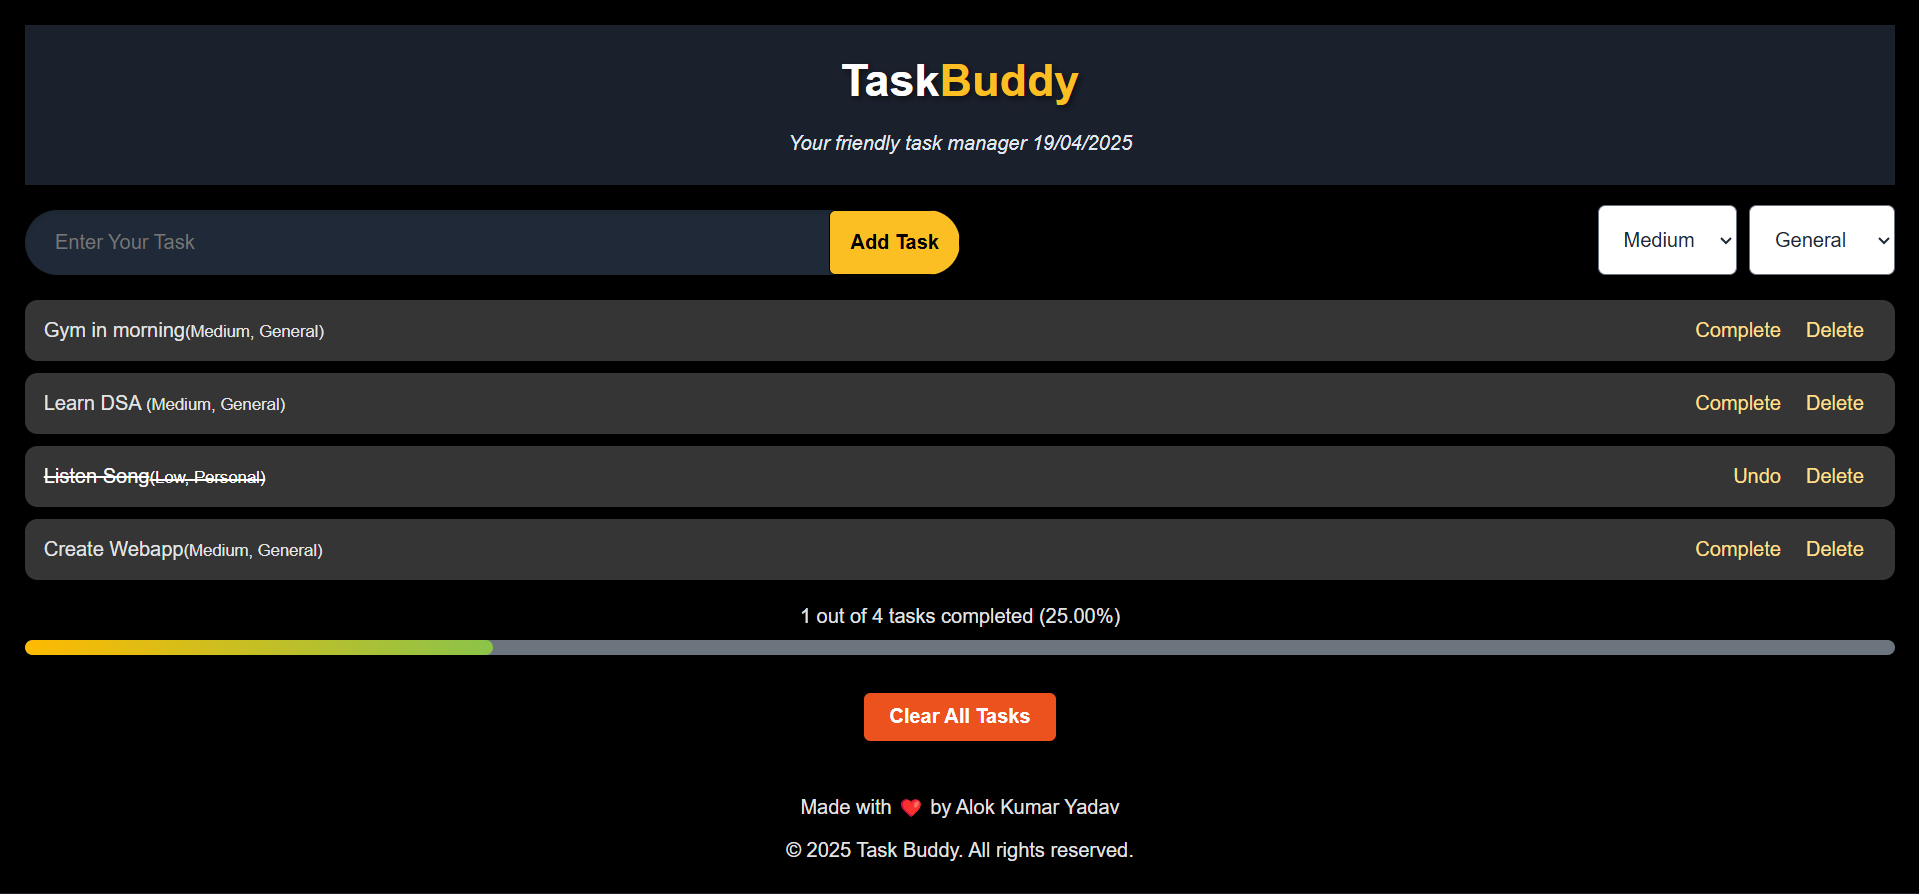 TaskBuddy
Your friendly task manager 19/04/2025
Enter Your Task Add Task Medium General
Gym in morning(Medium, General) Complete Delete
Learn DSA (Medium, General) Complete Delete
Listen Song(Low, Personal) Undo Delete
Create Webapp(Medium, General) Complete Delete
1 out of 4 tasks completed (25.00%)
Clear All Tasks
Made with ❤️ by Alok Kumar Yadav
© 2025 Task Buddy. All rights reserved.